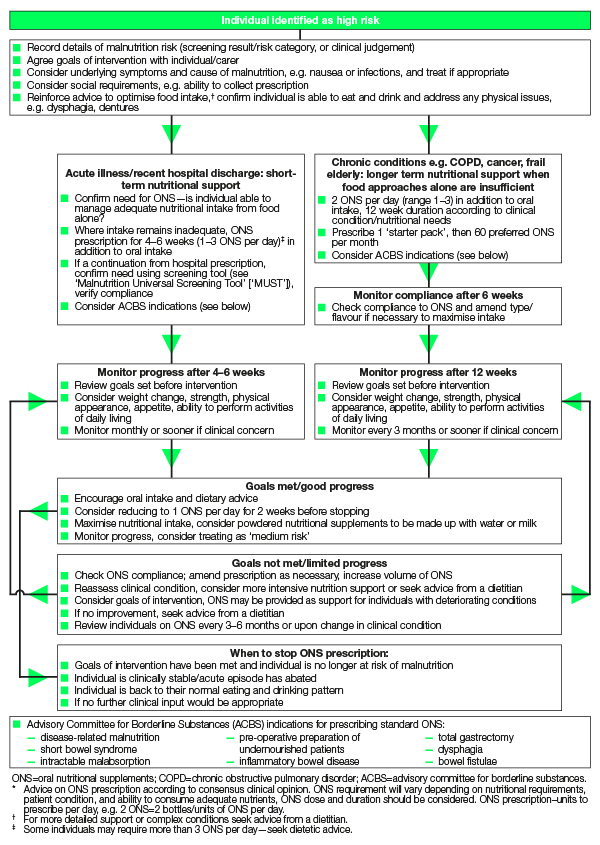 Individual identified as high risk
Record details of malnutrition risk (screening result/risk category, or clinical judgement)
Agree goals of intervention with individual/carer
Consider underlying symptoms and cause of malnutrition, e.g. nausea or infections, and treat if appropriate
Consider social requirements, e.g. ability to collect prescription
Reinforce advice to optimise food intake,† confirm individual is able to eat and drink and address any physical issues,
e.g. dysphagia, dentures
Acute illness/recent hospital discharge: short-
term nutritional support
Confirm need for ONS—is individual able to
manage adequate nutritional intake from food
alone?
Where intake remains inadequate, ONS
prescription for 4–6 weeks (1–3 ONS per day)‡ in
addition to oral intake
If a continuation from hospital prescription,
confirm need using screening tool (see
‘Malnutrition Universal Screening Tool’ [‘MUST’]),
verify compliance
Consider ACBS indications (see below)
Chronic conditions e.g. COPD, cancer, frail
elderly: longer term nutritional support when
food approaches alone are insufficient
2 ONS per day (range 1–3) in addition to oral
intake, 12 week duration according to clinical
condition/nutritional needs
Prescribe 1 ‘starter pack’, then 60 preferred ONS
per month
Consider ACBS indications (see below)
Monitor compliance after 6 weeks
Check compliance to ONS and amend type/
flavour if necessary to maximise intake
Monitor progress after 4–6 weeks
Review goals set before intervention
Consider weight change, strength, physical
appearance, appetite, ability to perform activities
of daily living
Monitor monthly or sooner if clinical concern
Monitor progress after 12 weeks
Review goals set before intervention
Consider weight change, strength, physical
appearance, appetite, ability to perform activities
of daily living
Monitor every 3 months or sooner if clinical concern
Goals met/good progress
Encourage oral intake and dietary advice
Consider reducing to 1 ONS per day for 2 weeks before stopping
Maximise nutritional intake, consider powdered nutritional supplements to be made up with water or milk
Monitor progress, consider treating as ‘medium risk’
Goals not met/limited progress
Check ONS compliance; amend prescription as necessary, increase volume of ONS
Reassess clinical condition, consider more intensive nutrition support or seek advice from a dietitian
Consider goals of intervention, ONS may be provided as support for individuals with deteriorating conditions
If no improvement, seek advice from a dietitian
Review individuals on ONS every 3–6 months or upon change in clinical condition
When to stop ONS prescription:
Goals of intervention have been met and individual is no longer at risk of malnutrition
Individual is clinically stable/acute episode has abated
Individual is back to their normal eating and drinking pattern
If no further clinical input would be appropriate
Advisory Committee for Borderline Substances (ACBS) indications for prescribing standard ONS:
– disease-related malnutrition
– short bowel syndrome
– intractable malabsorption
– pre-operative preparation of
undernourished patients
– inflammatory bowel disease
– total gastrectomy
– dysphagia
– bowel fistulae
ONS=oral nutritional supplements; COPD=chronic obstructive pulmonary disorder; ACBS=advisory committee for borderline substances.
* Advice on ONS prescription according to consensus clinical opinion. ONS requirement will vary depending on nutritional requirements,
patient condition, and ability to consume adequate nutrients, ONS dose and duration should be considered. ONS prescription–units to
prescribe per day, e.g. 2 ONS=2 bottles/units of ONS per day.
† For more detailed support or complex conditions seek advice from a dietitian.
‡ Some individuals may require more than 3 ONS per day—seek dietetic advice.